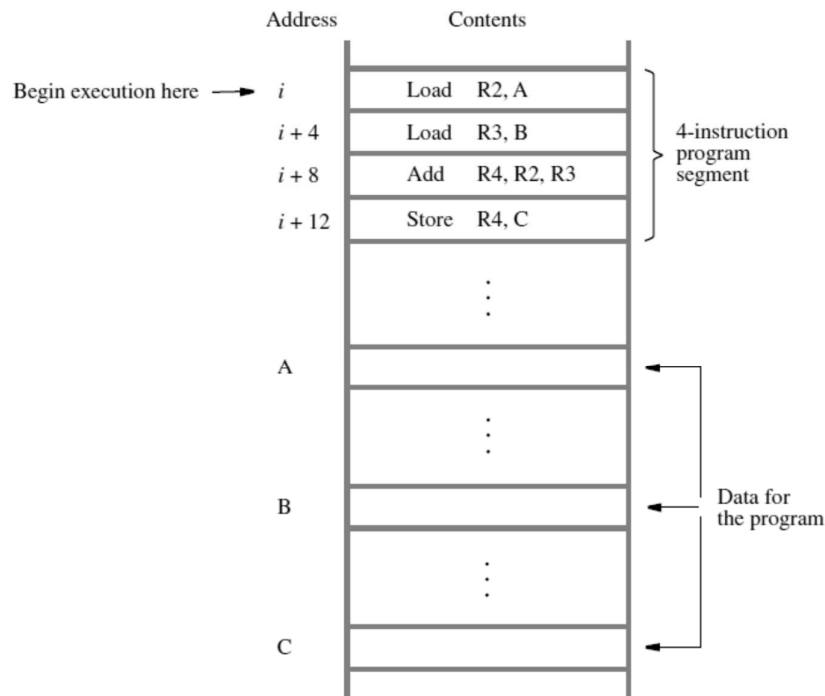 Address Contents
Begin execution here i Load R2, A
i + 4 Load R3, B
i + 8 Add R4, R2, R3
i + 12 Store R4, C
4-instruction
program
segment
A
B
Data for
the program
C